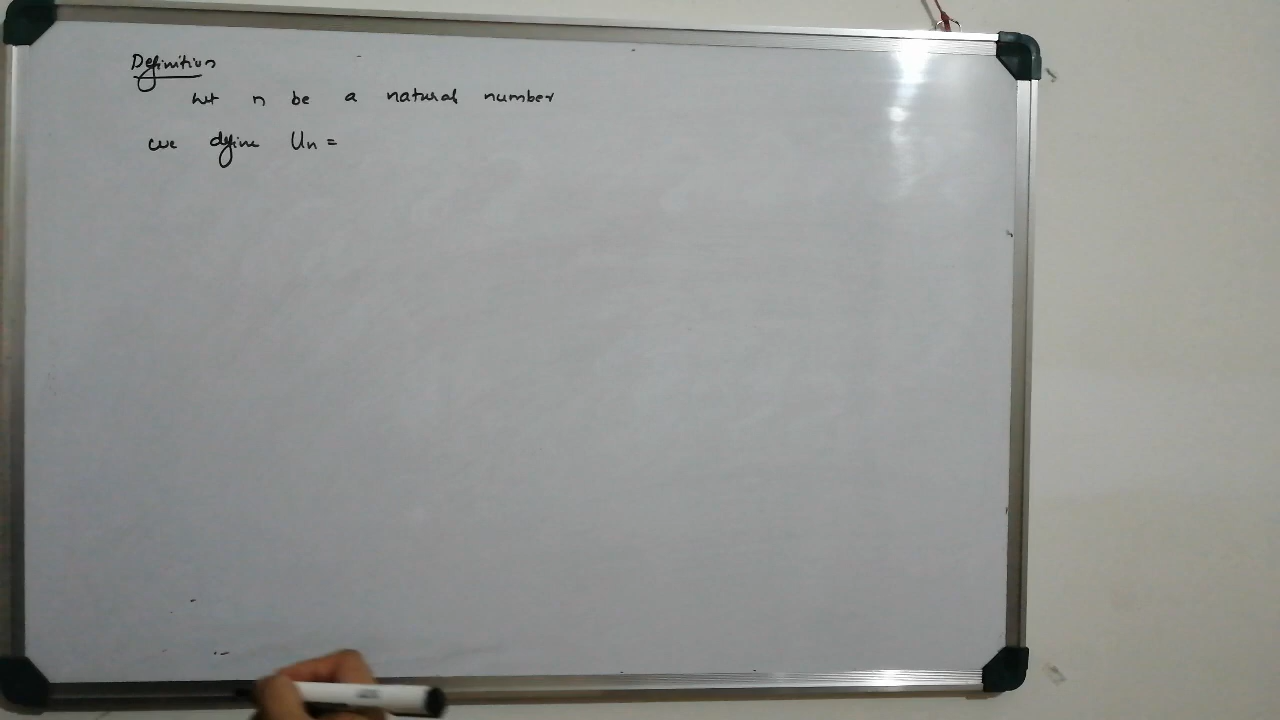 Definition
Let n be a natural number
we define Un =